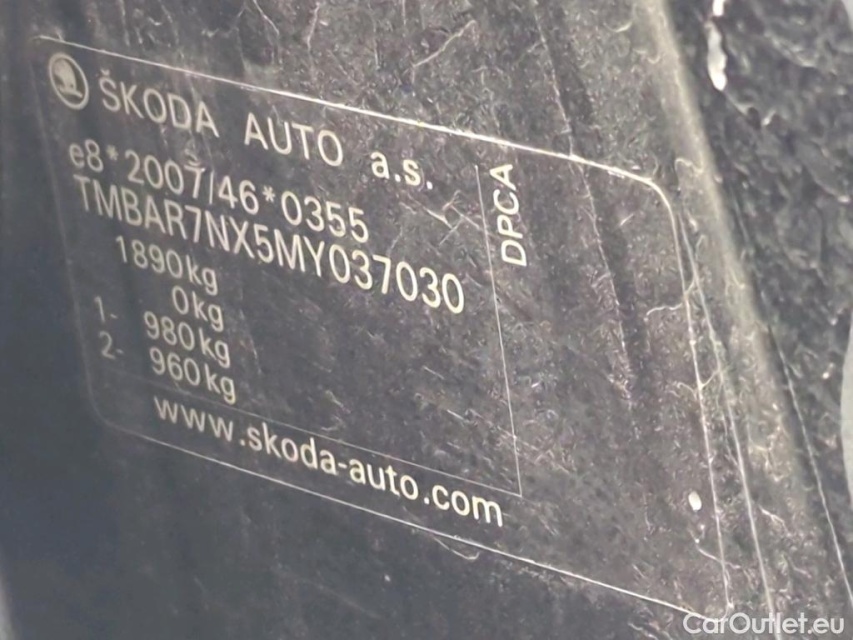 ŠKODA AUTO a.s.
e8*2007/46*0355
TMBAR7NX5MY037030
1890kg
0kg
1- 980kg
2- 960kg
www.skoda-auto.com
DPCA
CarOutlet.eu